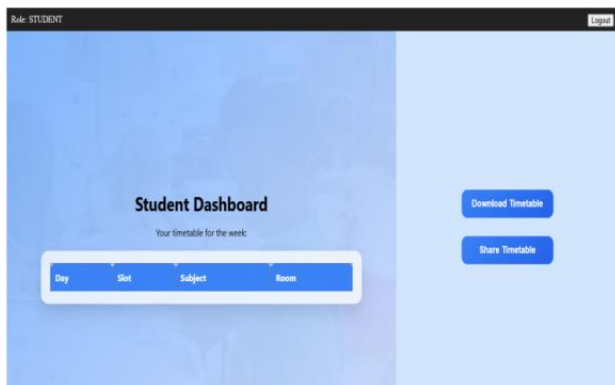 Role: STUDENT Logout
Student Dashboard
Your timetable for the week:
Day Slot Subject Room
Download Timetable
Share Timetable